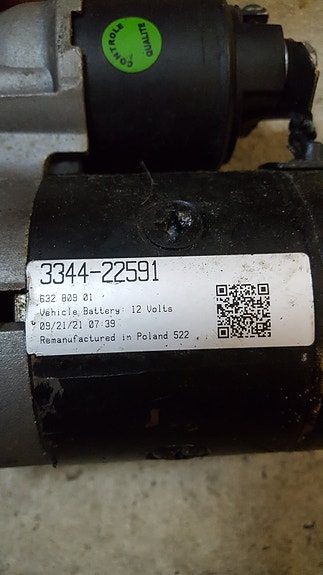 CONTROLE
QUALITE
3344-22591
632 809 01
Vehicle Battery: 12 Volts
09/21/21 07:39
Remanufactured in Poland 522